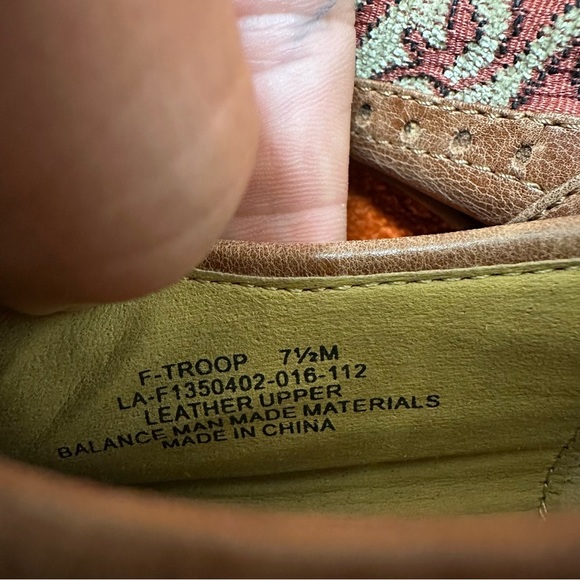 F-TROOP 7½M
LA-F1350402-016-112
LEATHER UPPER
BALANCE MAN MADE MATERIALS
MADE IN CHINA